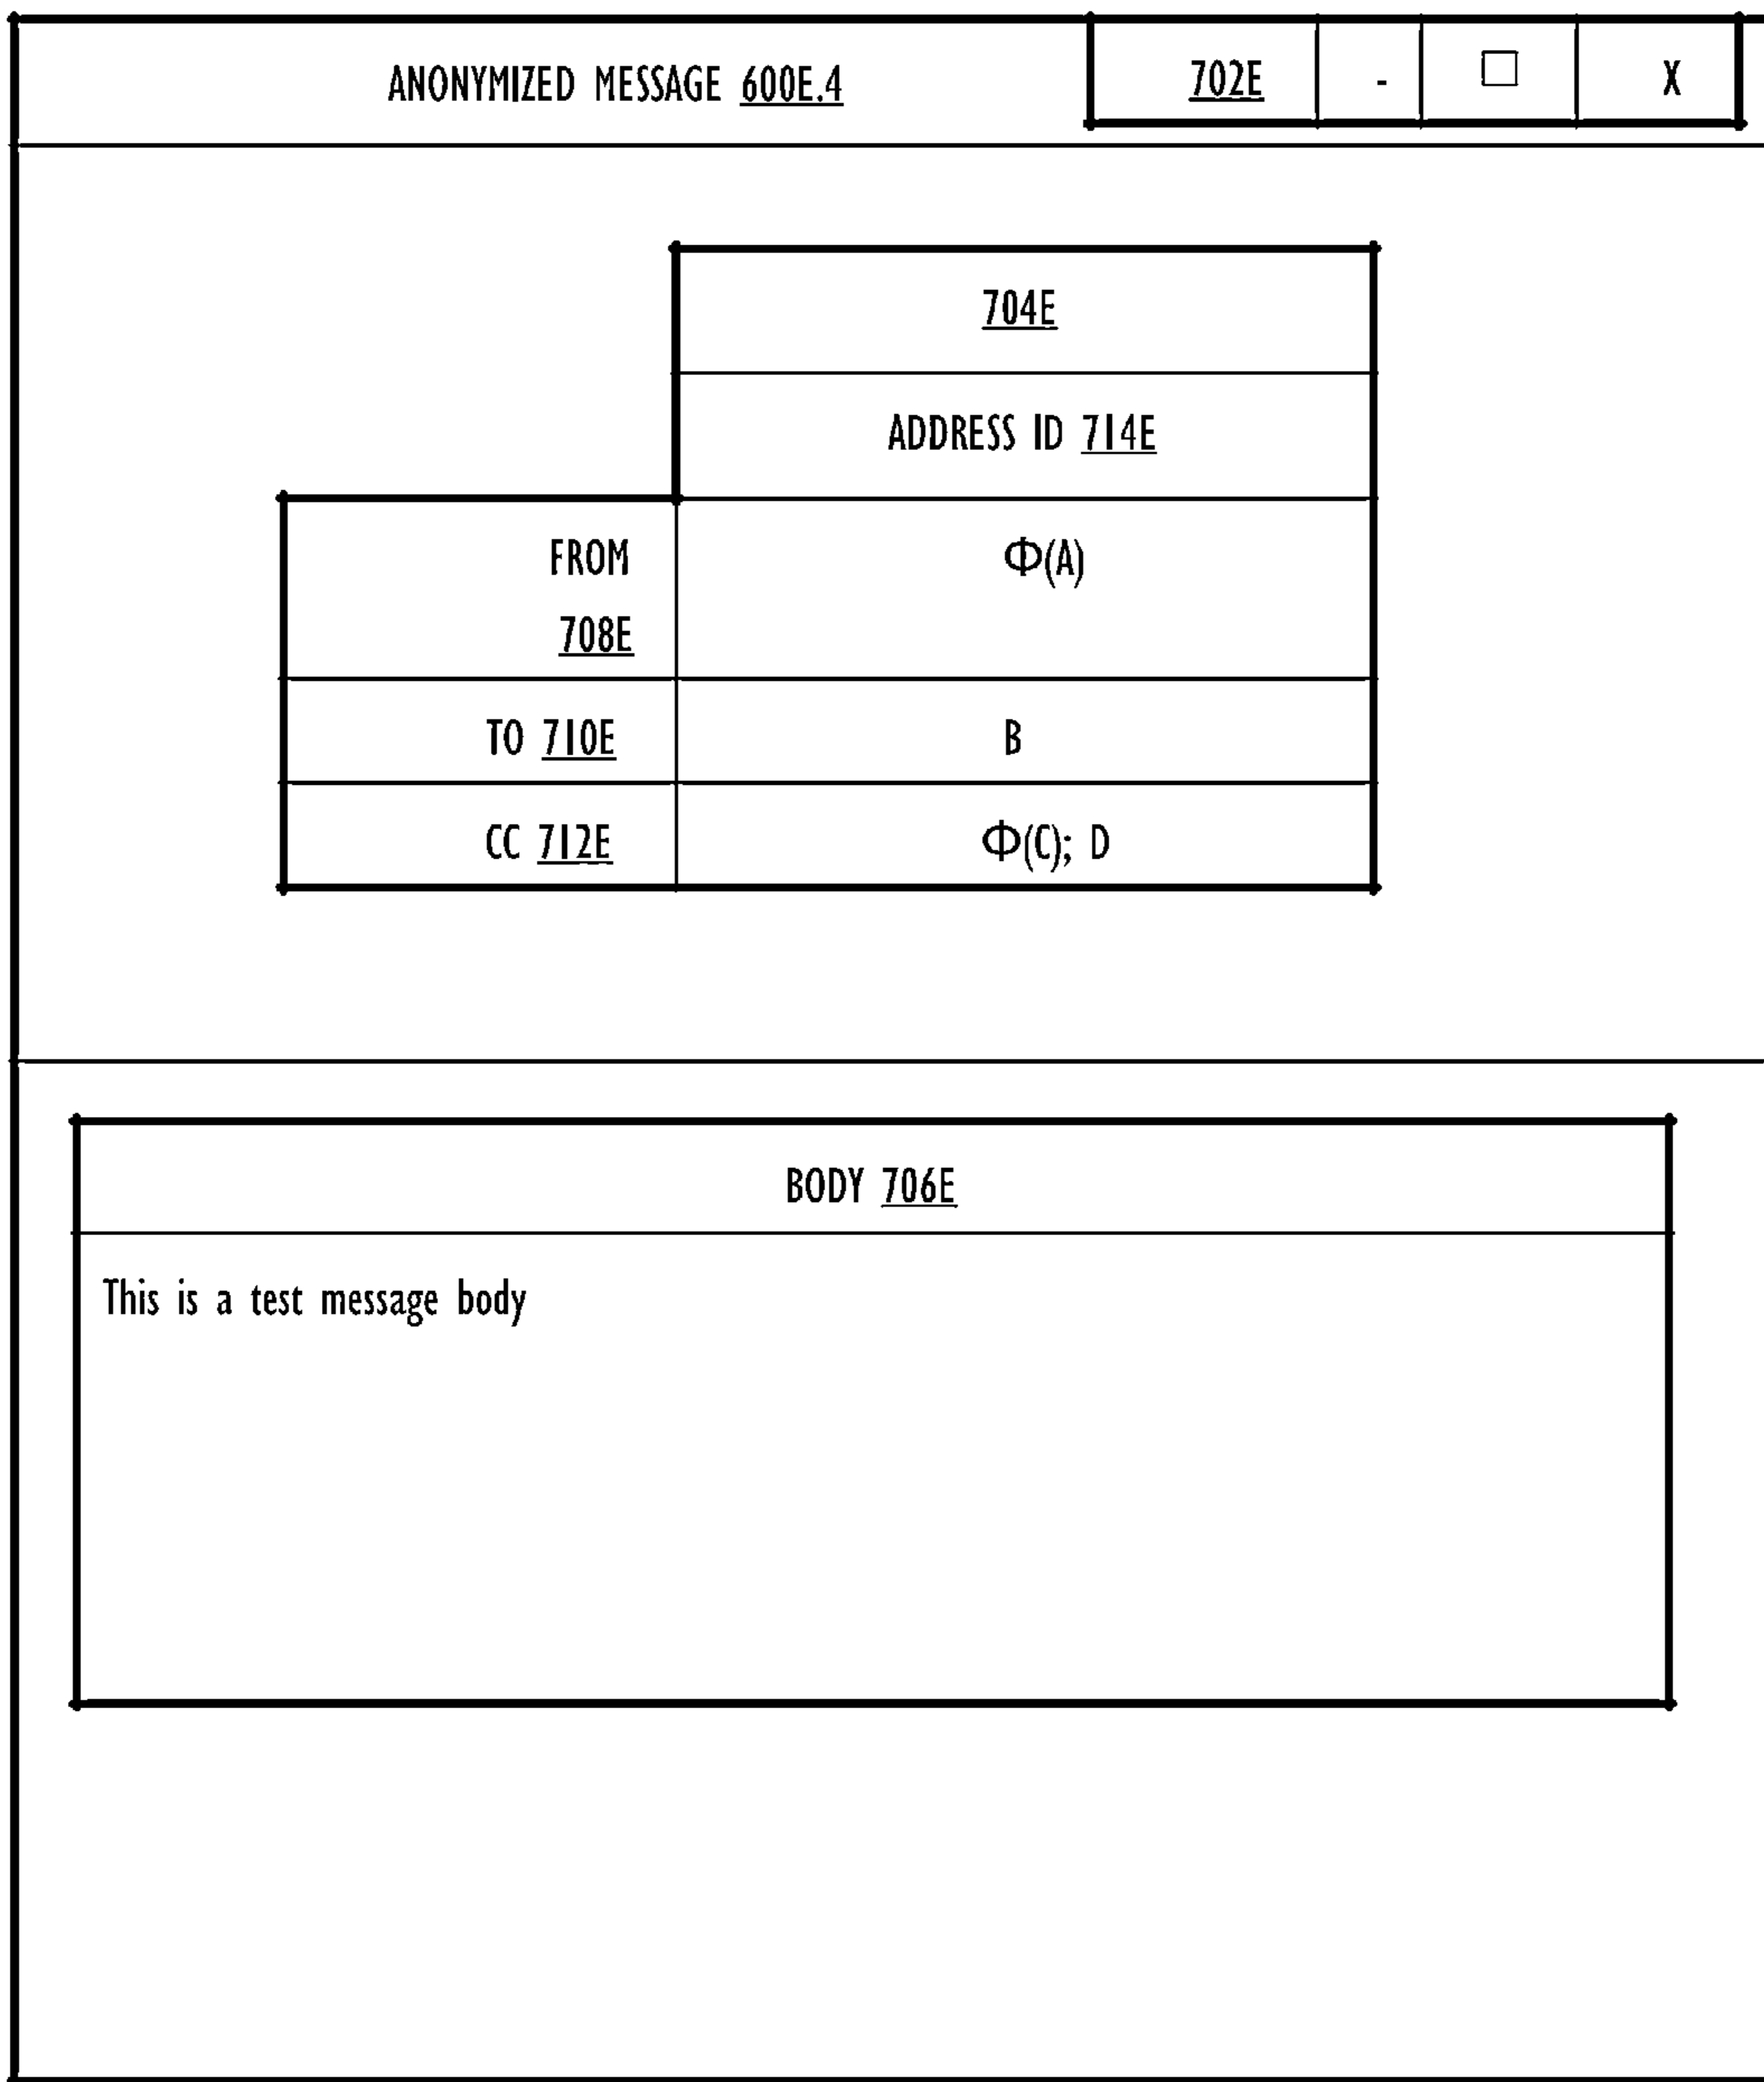 ANONYMIZED MESSAGE 600E.4 702E - □ X
704E
ADDRESS ID 714E
FROM Φ(A)
708E
TO 710E B
CC 712E Φ(C); D
BODY 706E
This is a test message body